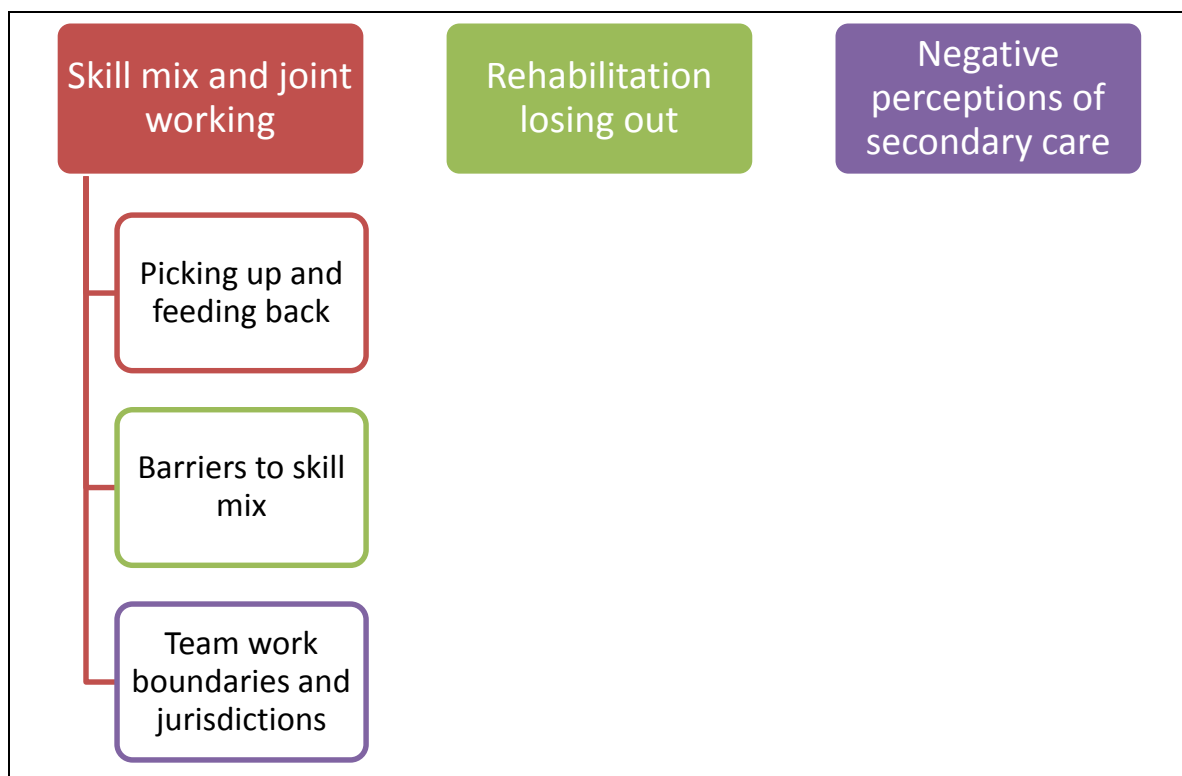 Skill mix and joint
working
Rehabilitation
losing out
Negative
perceptions of
secondary care
Picking up and
feeding back
Barriers to skill
mix
Team work
boundaries and
jurisdictions